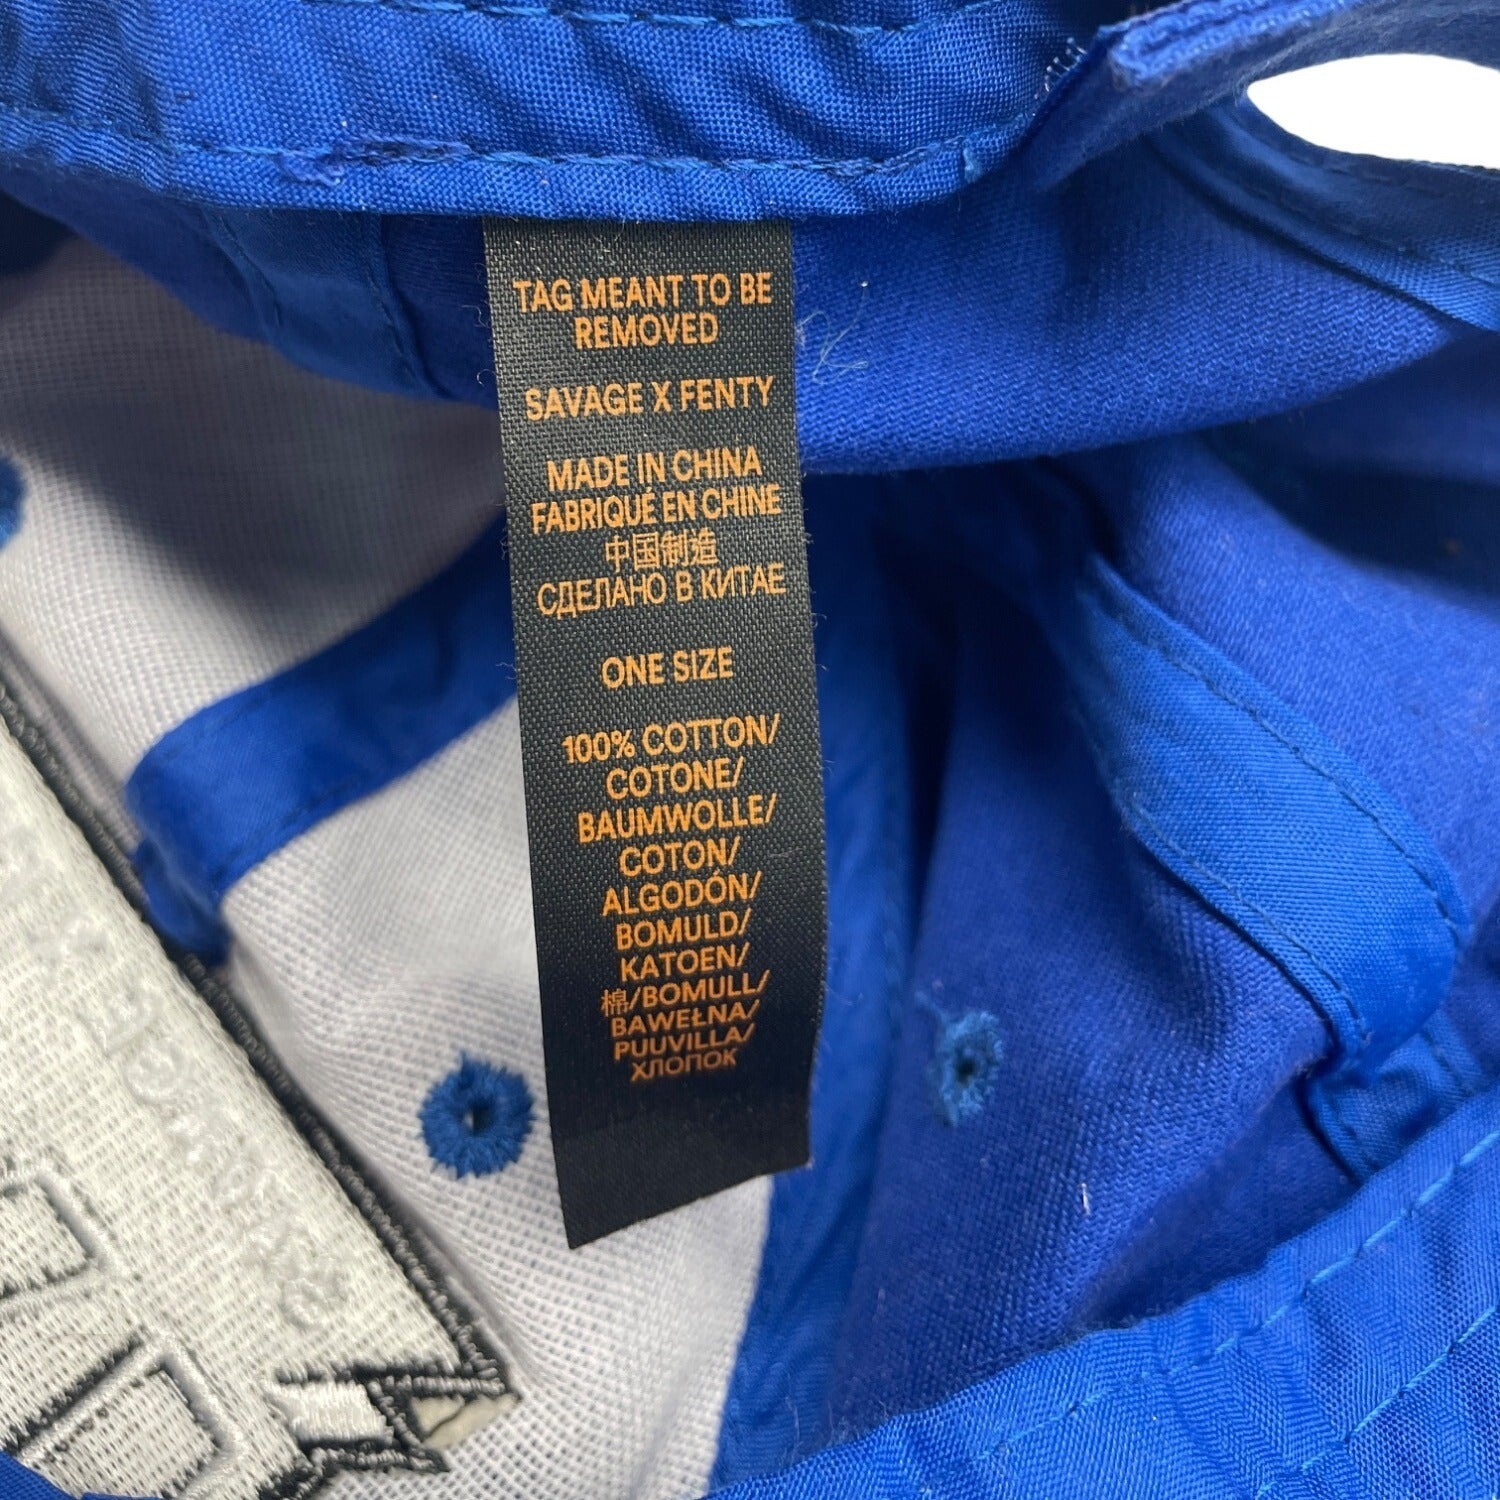 TAG MEANT TO BE
REMOVED
SAVAGE X FENTY
MADE IN CHINA
FABRIQUÉ EN CHINE
中国制造
СДЕЛАНО В КИТАЕ
ONE SIZE
100% COTTON/
COTONE/
BAUMWOLLE/
COTON/
ALGODÓN/
BOMULD/
KATOEN/
棉/BOMULL/
BAWEŁNA/
PUUVILLA/
ХЛОПОК